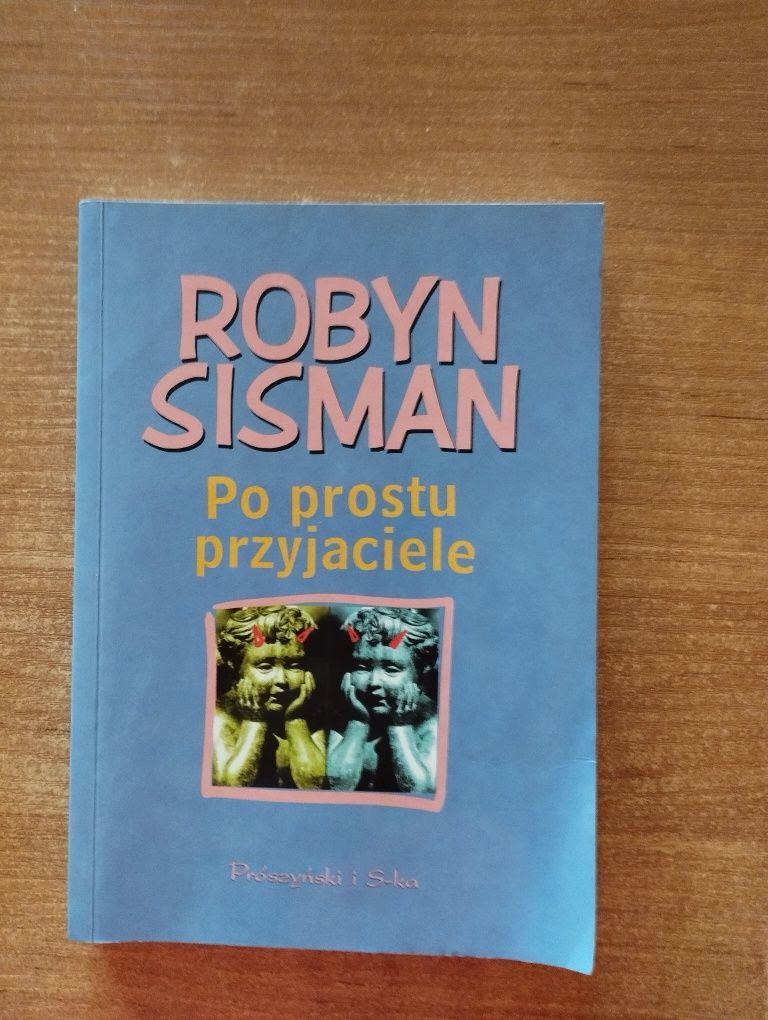 ROBYN
SISMAN
Po prostu
przyjaciele
Prószyński i S-ka